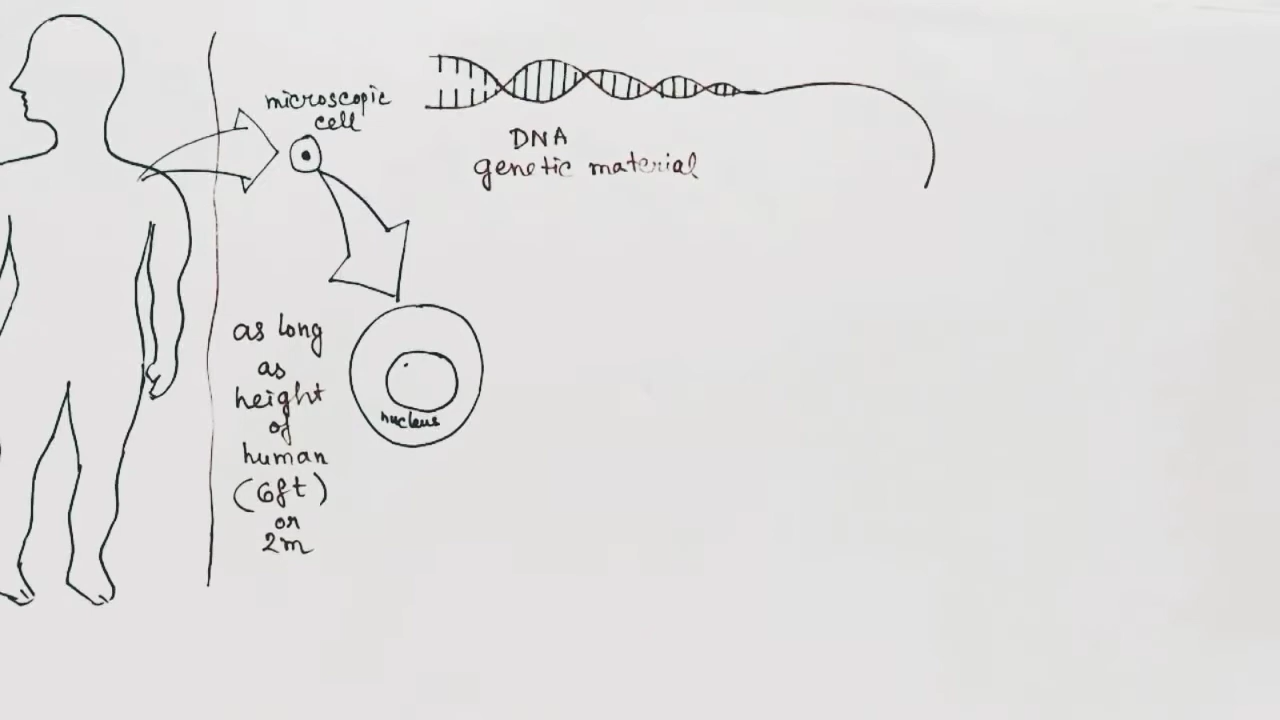 microscopic
cell
DNA
genetic material
as long
as
height
of
human
(6ft)
or
2m
nucleus